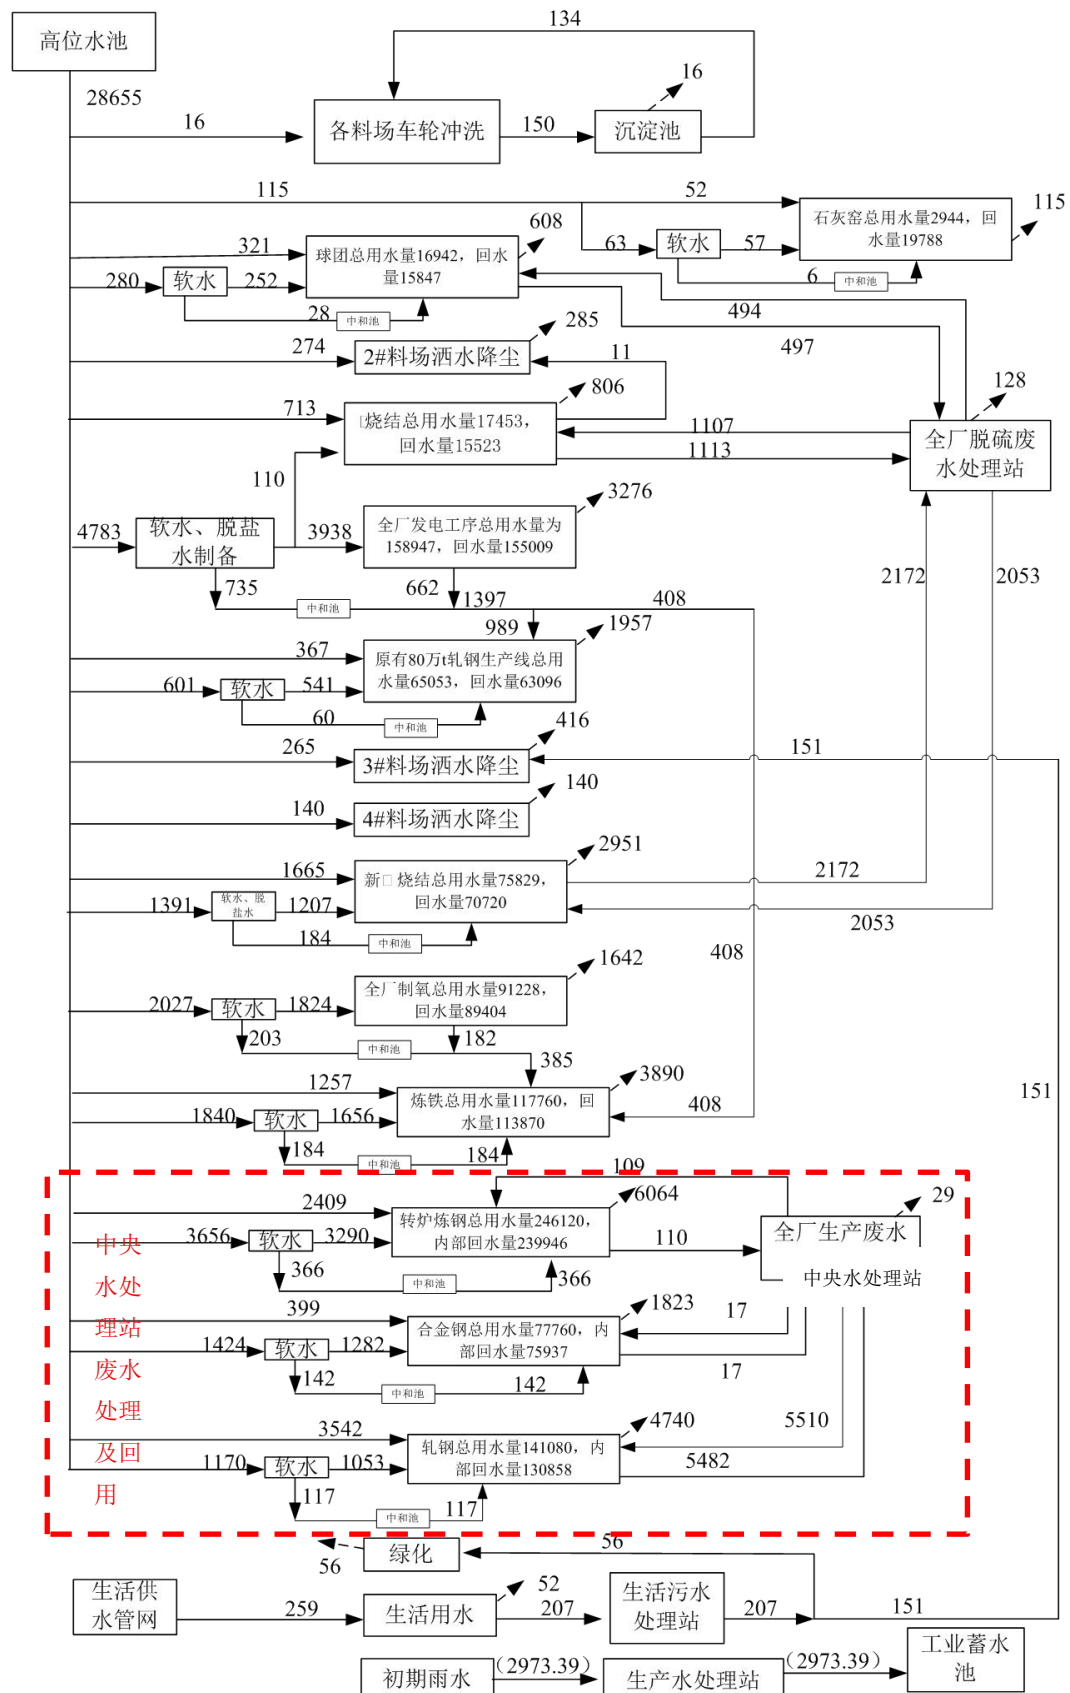 高位水池
28655
134
16
16
各料场车轮冲洗
150
沉淀池
115
52
石灰窑总用水量2944，回
水量19788
115
63
软水
57
6
中和池
321
球团总用水量16942，回水
量15847
608
280
软水
252
28
中和池
494
497
274
2#料场洒水降尘
285
11
713
烧结总用水量17453，
回水量15523
806
1107
1113
128
全厂脱硫废
水处理站
110
4783
软水、脱盐
水制备
3938
全厂发电工序总用水量为
158947，回水量155009
3276
735
中和池
662
1397
408
989
2172
2053
367
原有80万t轧钢生产线总用
水量65053，回水量63096
1957
601
软水
541
60
中和池
265
3#料场洒水降尘
416
151
140
4#料场洒水降尘
140
1665
新 烧结总用水量75829，
回水量70720
2951
2172
1391
软水、脱
盐水
1207
184
中和池
2053
408
2027
软水
1824
全厂制氧总用水量91228，
回水量89404
1642
203
中和池
182
385
1257
炼铁总用水量117760，回
水量113870
3890
408
1840
软水
1656
184
中和池
184
151
109
2409
转炉炼钢总用水量246120，
内部回水量239946
6064
3656
软水
3290
366
中和池
366
110
全厂生产废水
中央水处理站
29
中央
水处
理站
废水
处理
及回
用
399
合金钢总用水量77760，内
部回水量75937
1823
17
1424
软水
1282
142
中和池
142
17
3542
轧钢总用水量141080，内
部回水量130858
4740
5510
5482
1170
软水
1053
117
中和池
117
56
绿化
56
生活供
水管网
259
生活用水
52
207
生活污水
处理站
207
151
初期雨水
（2973.39）
生产水处理站
（2973.39）
工业蓄水
池